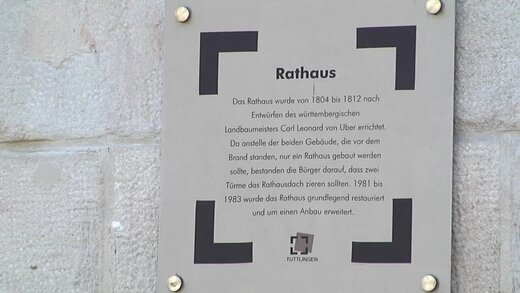 Rathaus
Das Rathaus wurde von 1804 bis 1812 nach
Entwürfen des württembergischen
Landbaumeisters Carl Leonard von Uber errichtet.
Da anstelle der beiden Gebäude, die vor dem
Brand standen, nur ein Rathaus gebaut werden
sollte, bestanden die Bürger darauf, dass zwei
Türme das Rathausdach zieren sollten. 1981 bis
1983 wurde das Rathaus grundlegend restauriert
und um einen Anbau erweitert.
TUTTLINGEN